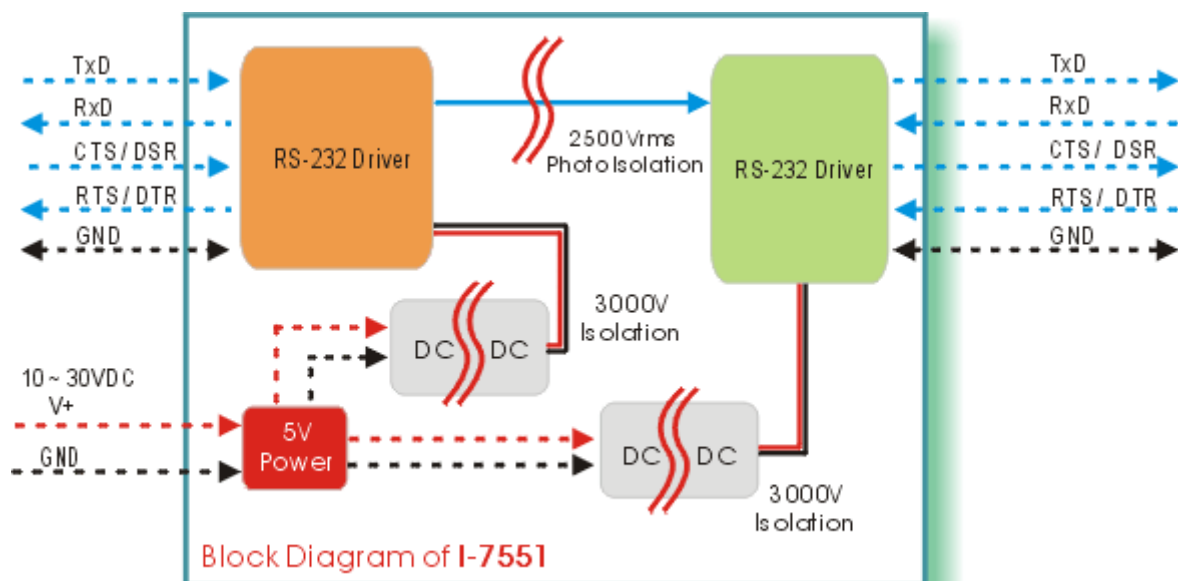 TxD
RxD
CTS/DSR
RTS/DTR
GND
RS-232 Driver
2500Vrms
Photo Isolation
RS-232 Driver
TxD
RxD
CTS/ DSR
RTS/ DTR
GND
3000V
Isolation
DC DC
10~30VDC
V+
GND
5V
Power
DC DC
3000V
Isolation
Block Diagram of I-7551